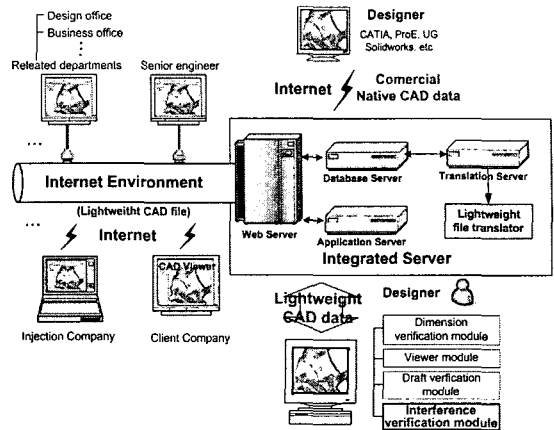 Design office
Business office
Releated departments
Senior engineer
Designer
CATIA, ProE, UG
Solidworks. etc
Internet
Comercial
Native CAD data
...
Internet Environment
(Lightweitht CAD file)
...
Internet
Web Server
Database Server
Translation Server
Application Server
Lightweight
file translator
Integrated Server
CAD Viewer
Injection Company
Client Company
Lightweight
CAD data
Designer
Dimension
verification module
Viewer module
Draft verfication
module
Interference
verification module